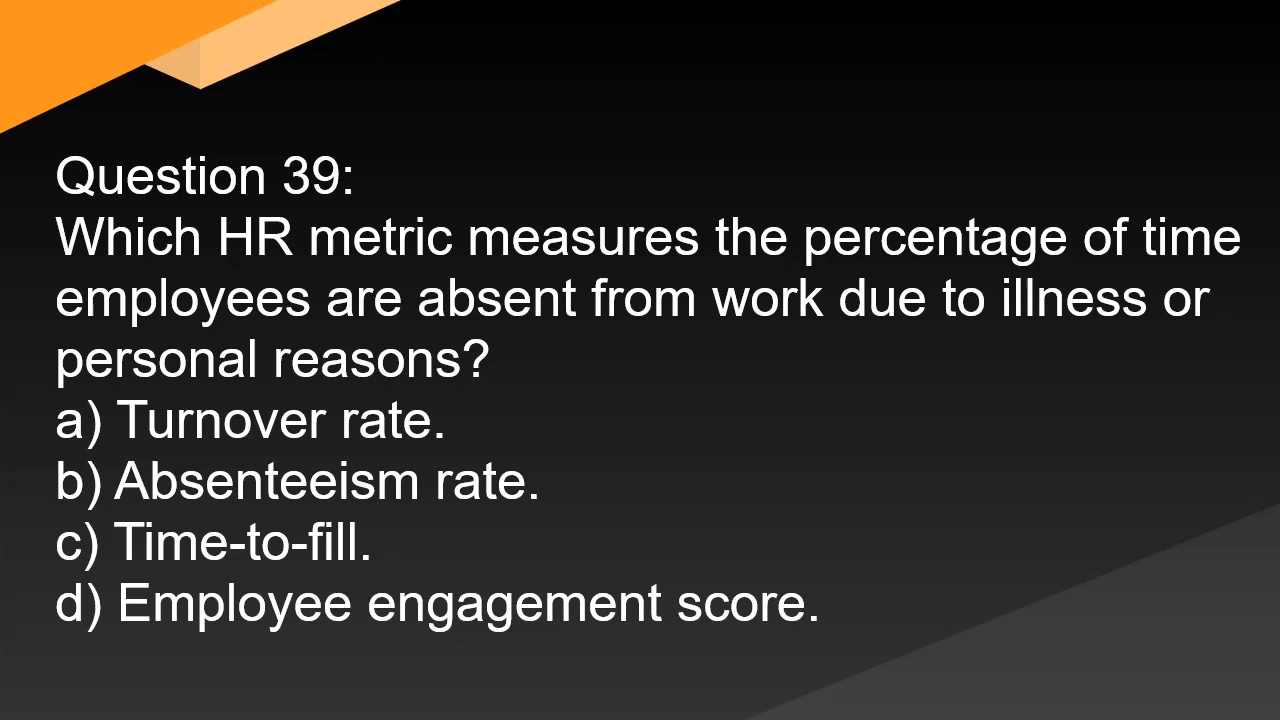 Question 39:
Which HR metric measures the percentage of time
employees are absent from work due to illness or
personal reasons?
a) Turnover rate.
b) Absenteeism rate.
c) Time-to-fill.
d) Employee engagement score.